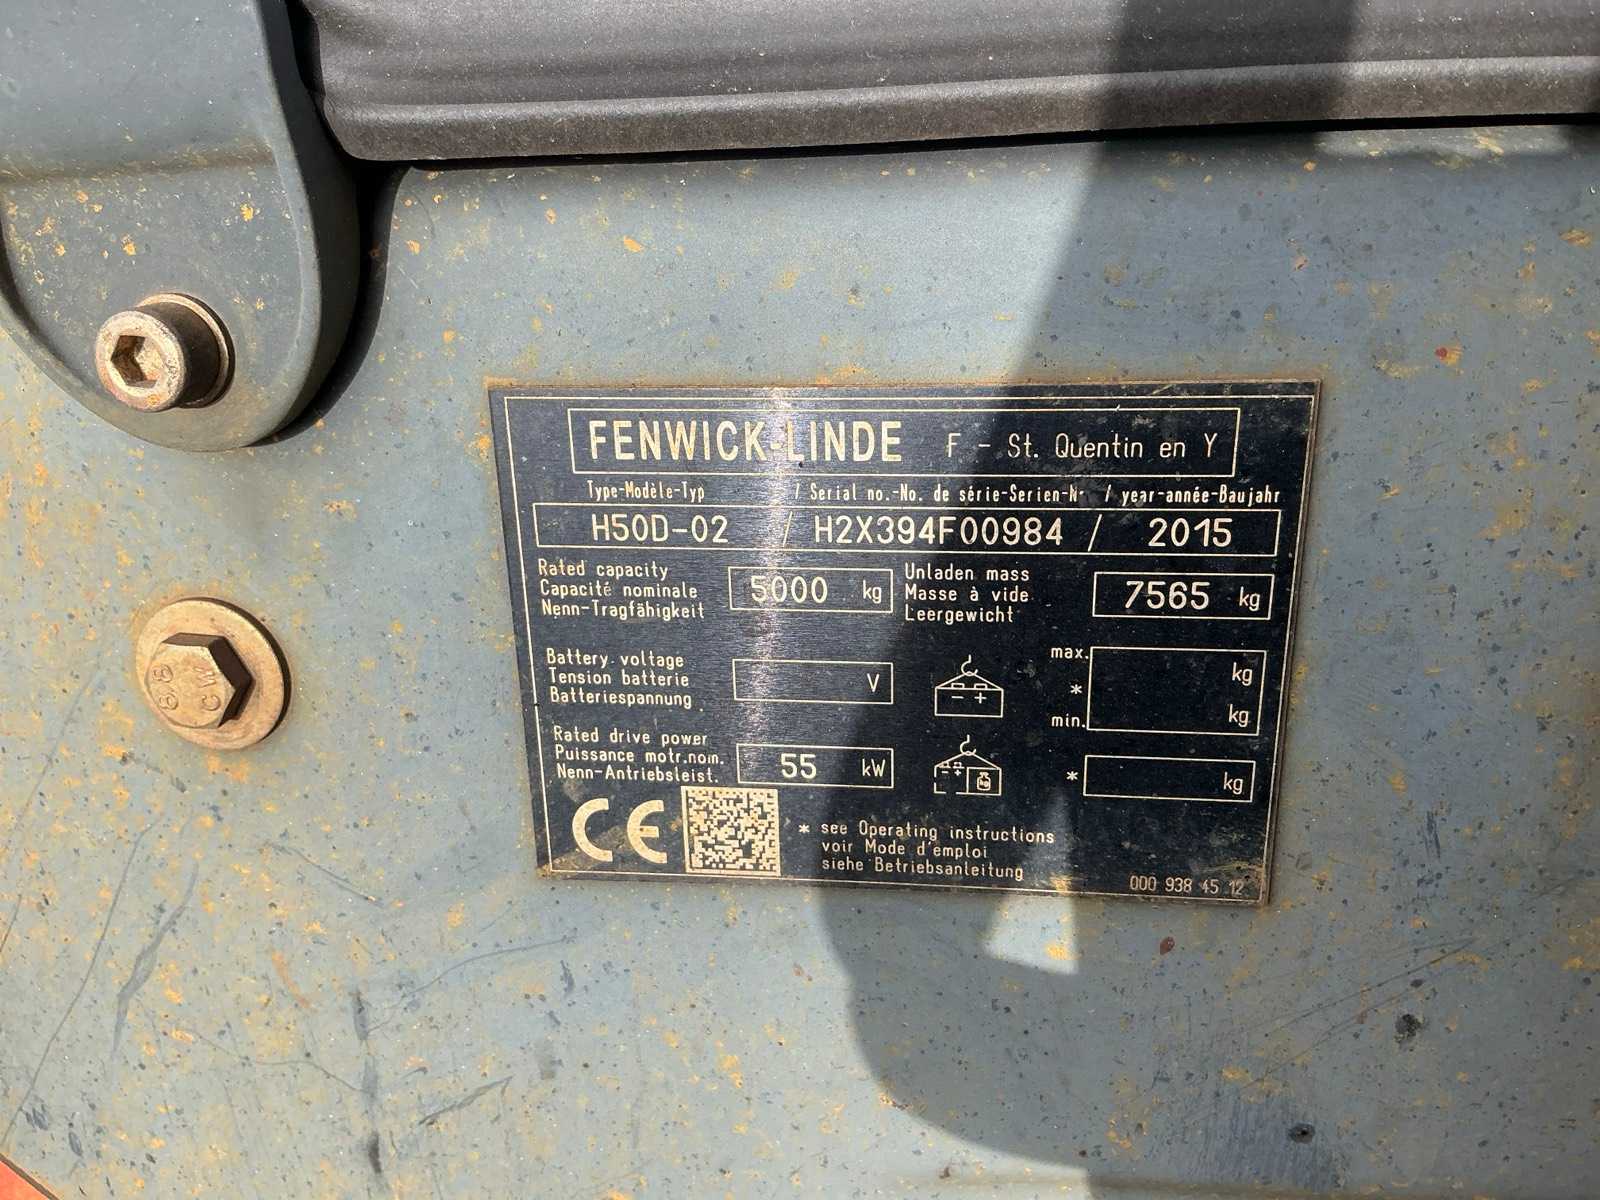 FENWICK-LINDE F - St. Quentin en Y
Type-Modèle-Typ / Serial no.-No. de série-Serien-Nr / year-année-Baujahr
H50D-02 / H2X394F00984 / 2015
Rated capacity
Capacité nominale
Nenn-Tragfähigkeit
5000 kg
Unladen mass
Masse à vide
Leergewicht
7565 kg
Battery voltage
Tension batterie
Batteriespannung
V
- +
max. kg
*
min. kg
Rated drive power
Puissance motr.nom.
Nenn-Antriebsleist.
55 kW
- + kg
* kg
CE
* see Operating instructions
voir Mode d'emploi
siehe Betriebsanleitung
000 938 45 12
8.8
CW